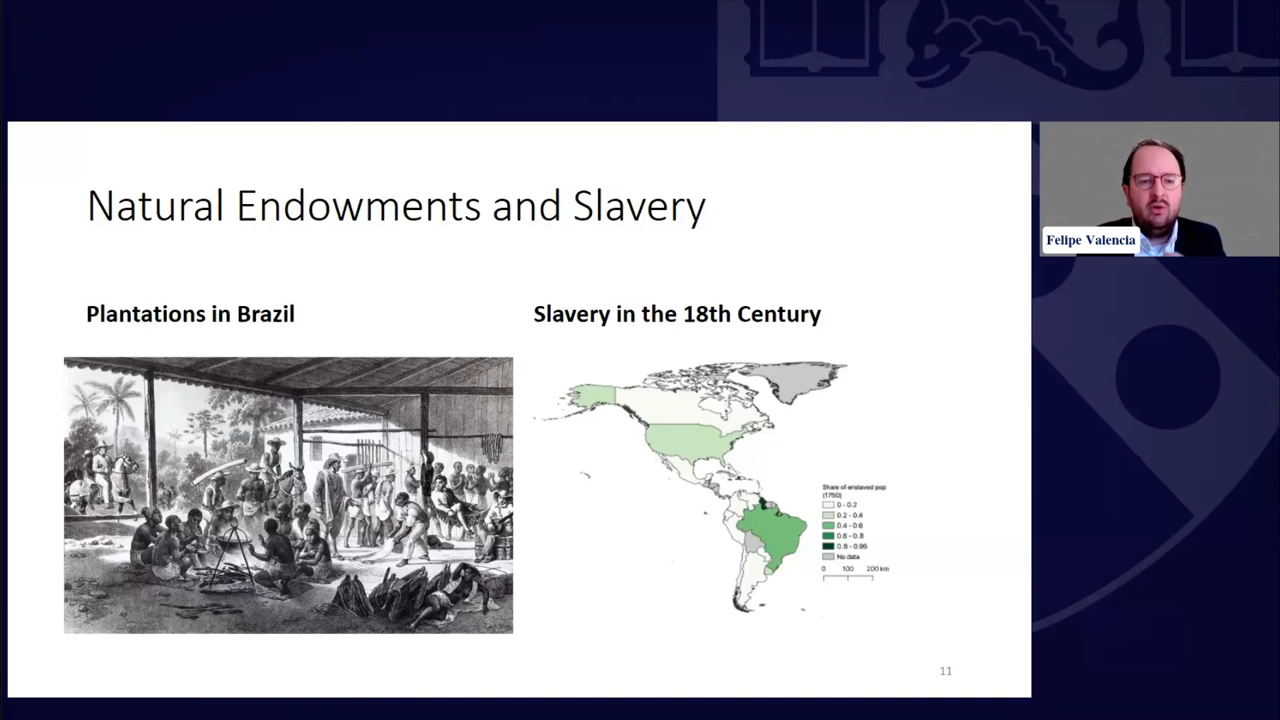 Natural Endowments and Slavery
Felipe Valencia
Plantations in Brazil
Slavery in the 18th Century
Share of enslaved pop
(1750)
0 - 0.2
0.2 - 0.4
0.4 - 0.6
0.6 - 0.8
0.8 - 0.95
No data
0 100 200 km
11